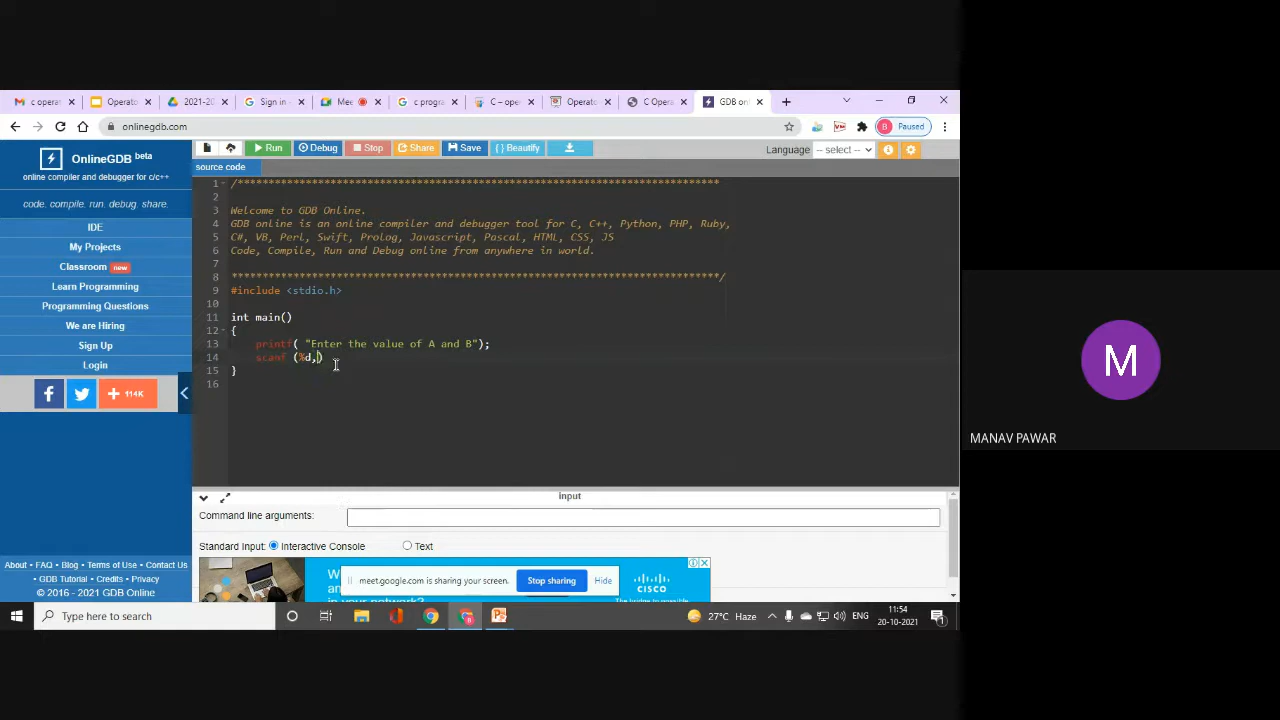 c operat
Operato
2021-20
Sign in -
Mee
c progra
C – oper
Operato
C Opera
GDB onl
onlinegdb.com
B Paused
OnlineGDB beta
online compiler and debugger for c/c++
code. compile. run. debug. share.
IDE
My Projects
Classroom new
Learn Programming
Programming Questions
We are Hiring
Sign Up
Login
f + 114K
About • FAQ • Blog • Terms of Use • Contact Us
• GDB Tutorial • Credits • Privacy
© 2016 - 2021 GDB Online
Run Debug Stop Share Save { } Beautify
Language -- select --
source code
1 /******************************************************************************
2
3 Welcome to GDB Online.
4 GDB online is an online compiler and debugger tool for C, C++, Python, PHP, Ruby,
5 C#, VB, Perl, Swift, Prolog, Javascript, Pascal, HTML, CSS, JS
6 Code, Compile, Run and Debug online from anywhere in world.
7
8 *******************************************************************************/
9 #include <stdio.h>
10
11 int main()
12 {
13 printf( "Enter the value of A and B");
14 scanf (%d,)
15 }
16
input
Command line arguments:
Standard Input: Interactive Console Text
meet.google.com is sharing your screen. Stop sharing Hide
CISCO
Type here to search
27°C Haze
ENG
11:54
20-10-2021
1
M
MANAV PAWAR